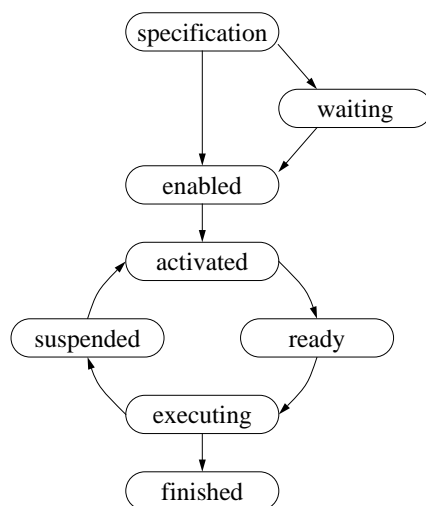 specification
waiting
enabled
activated
suspended
ready
executing
finished